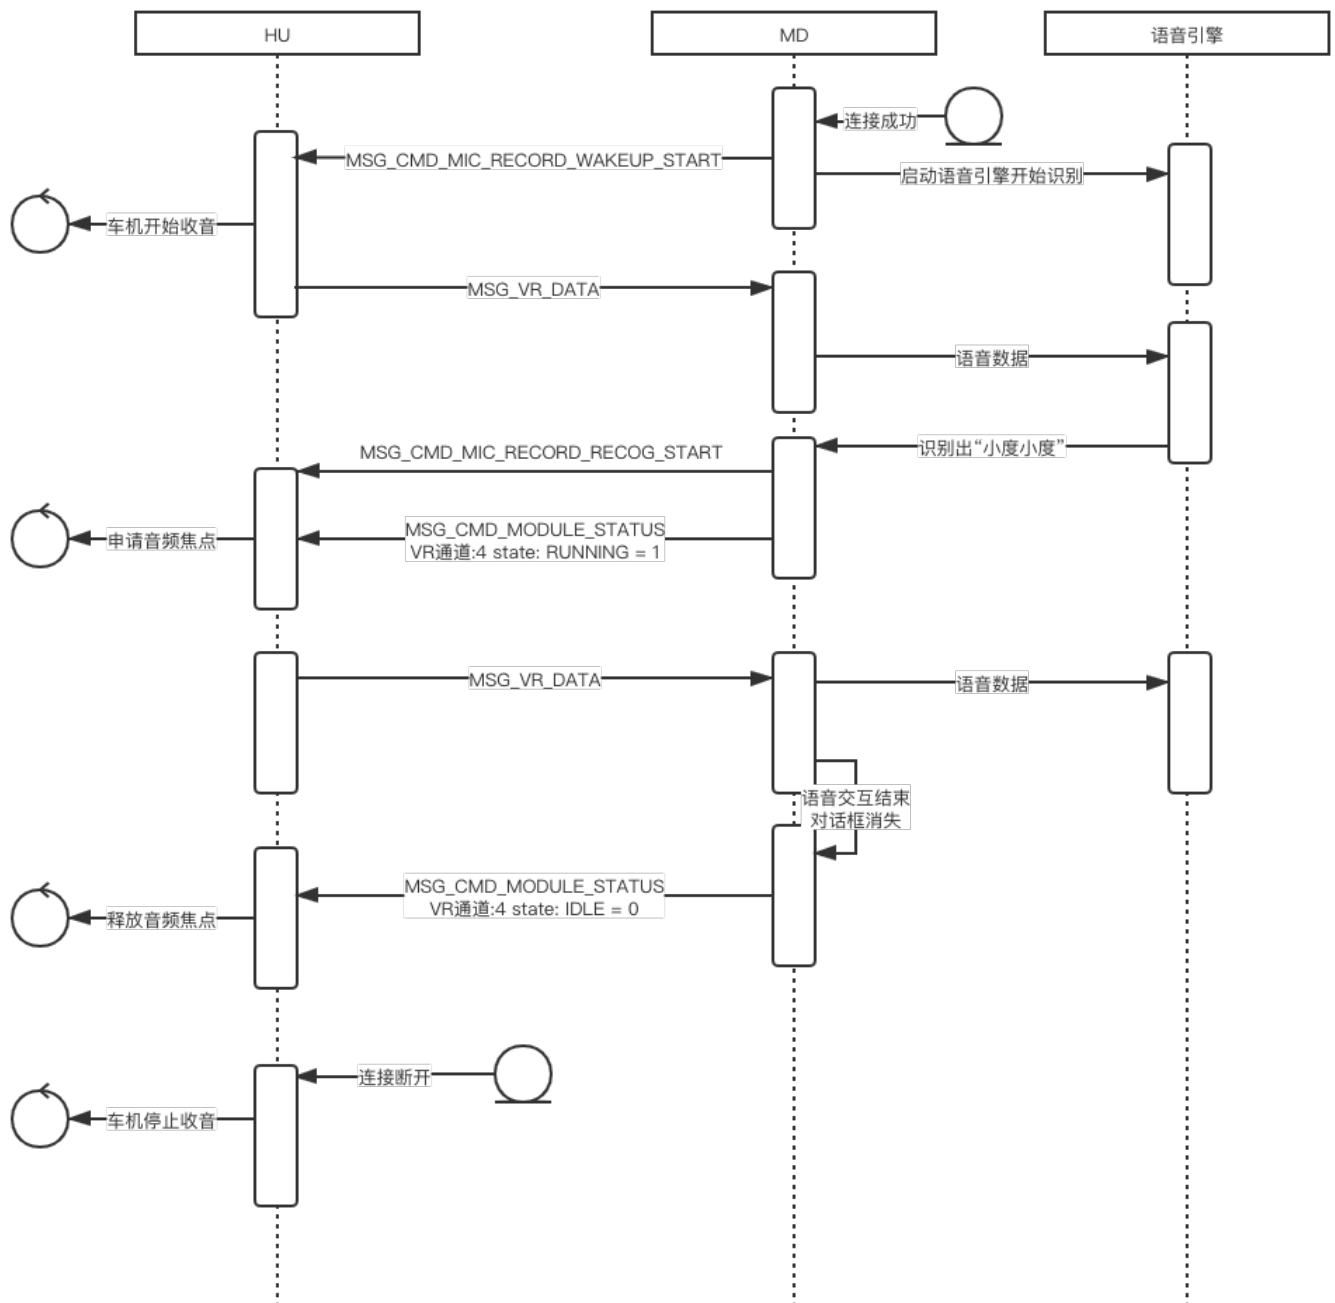 HU
MD
语音引擎
连接成功
MSG_CMD_MIC_RECORD_WAKEUP_START
启动语音引擎开始识别
车机开始收音
MSG_VR_DATA
语音数据
识别出“小度小度”
MSG_CMD_MIC_RECORD_RECOG_START
MSG_CMD_MODULE_STATUS
VR通道:4 state: RUNNING = 1
申请音频焦点
MSG_VR_DATA
语音数据
语音交互结束
对话框消失
MSG_CMD_MODULE_STATUS
VR通道:4 state: IDLE = 0
释放音频焦点
连接断开
车机停止收音